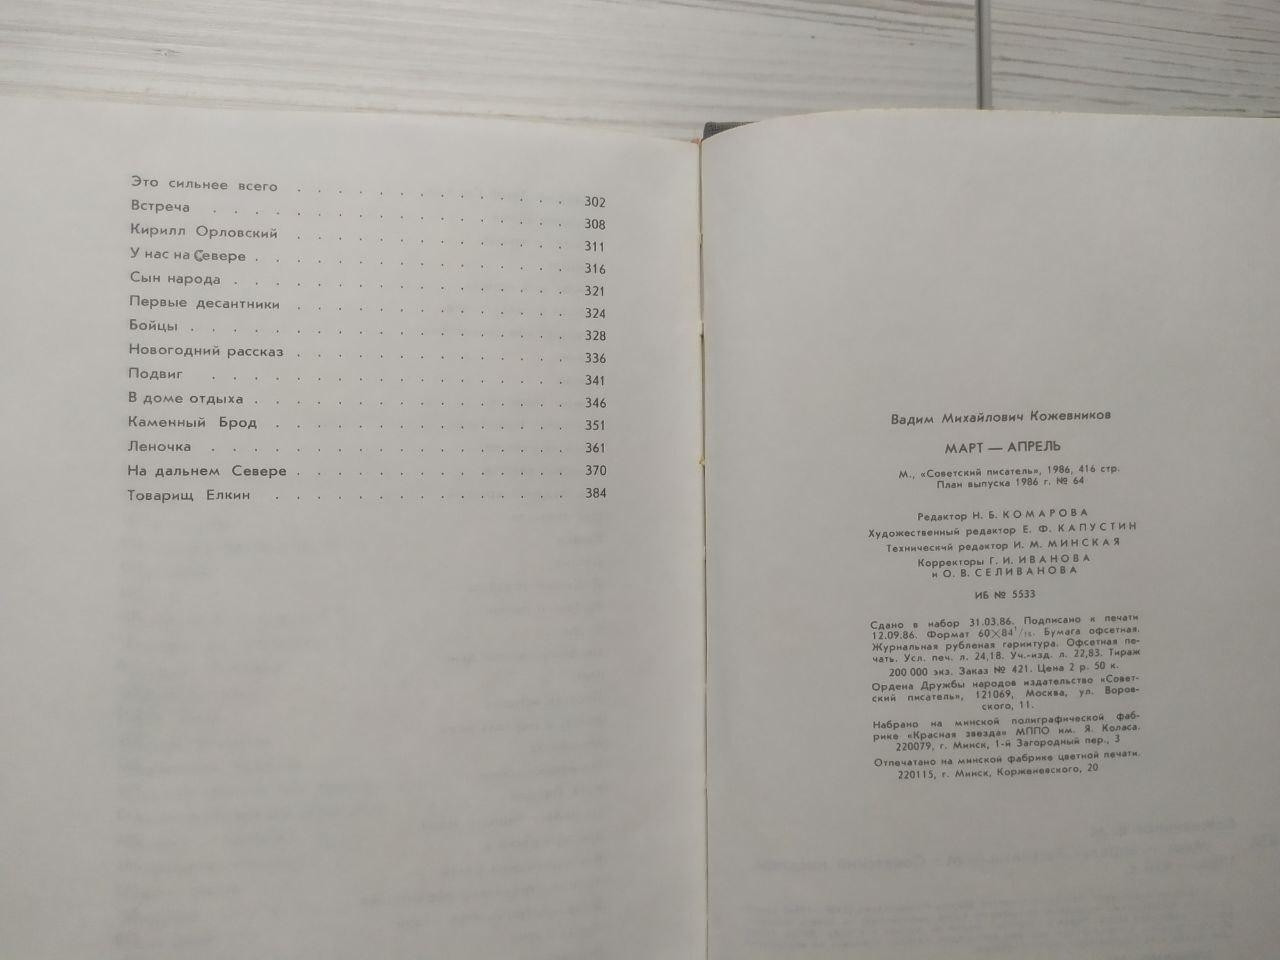 Это сильнее всего . . . . . . . . . . . . . 302
Встреча . . . . . . . . . . . . . . . . . 308
Кирилл Орловский . . . . . . . . . . . . . 311
У нас на Севере . . . . . . . . . . . . . . . 316
Сын народа . . . . . . . . . . . . . . . . 321
Первые десантники . . . . . . . . . . . . . 324
Бойцы . . . . . . . . . . . . . . . . . . 328
Новогодний рассказ . . . . . . . . . . . . . 336
Подвиг . . . . . . . . . . . . . . . . . 341
В доме отдыха . . . . . . . . . . . . . . . 346
Каменный Брод . . . . . . . . . . . . . . 351
Леночка . . . . . . . . . . . . . . . . . 361
На дальнем Севере . . . . . . . . . . . . . 370
Товарищ Елкин . . . . . . . . . . . . . . 384
Вадим Михайлович Кожевников
МАРТ — АПРЕЛЬ
М., «Советский писатель», 1986, 416 стр.
План выпуска 1986 г. № 64
Редактор Н. Б. КОМАРОВА
Художественный редактор Е. Ф. КАПУСТИН
Технический редактор И. М. МИНСКАЯ
Корректоры Г. И. ИВАНОВА
и О. В. СЕЛИВАНОВА
ИБ № 5533
Сдано в набор 31.03.86. Подписано к печати
12.09.86. Формат 60×84¹/₁₆. Бумага офсетная.
Журнальная рубленая гарнитура. Офсетная пе-
чать. Усл. печ. л. 24,18. Уч.-изд. л. 22,83. Тираж
200 000 экз. Заказ № 421. Цена 2 р. 50 к.
Ордена Дружбы народов издательство «Совет-
ский писатель», 121069, Москва, ул. Воров-
ского, 11.
Набрано на минской полиграфической фаб-
рике «Красная звезда» МППО им. Я. Коласа.
220079, г. Минск, 1-й Загородный пер., 3
Отпечатано на минской фабрике цветной печати.
220115, г. Минск, Корженевского, 20